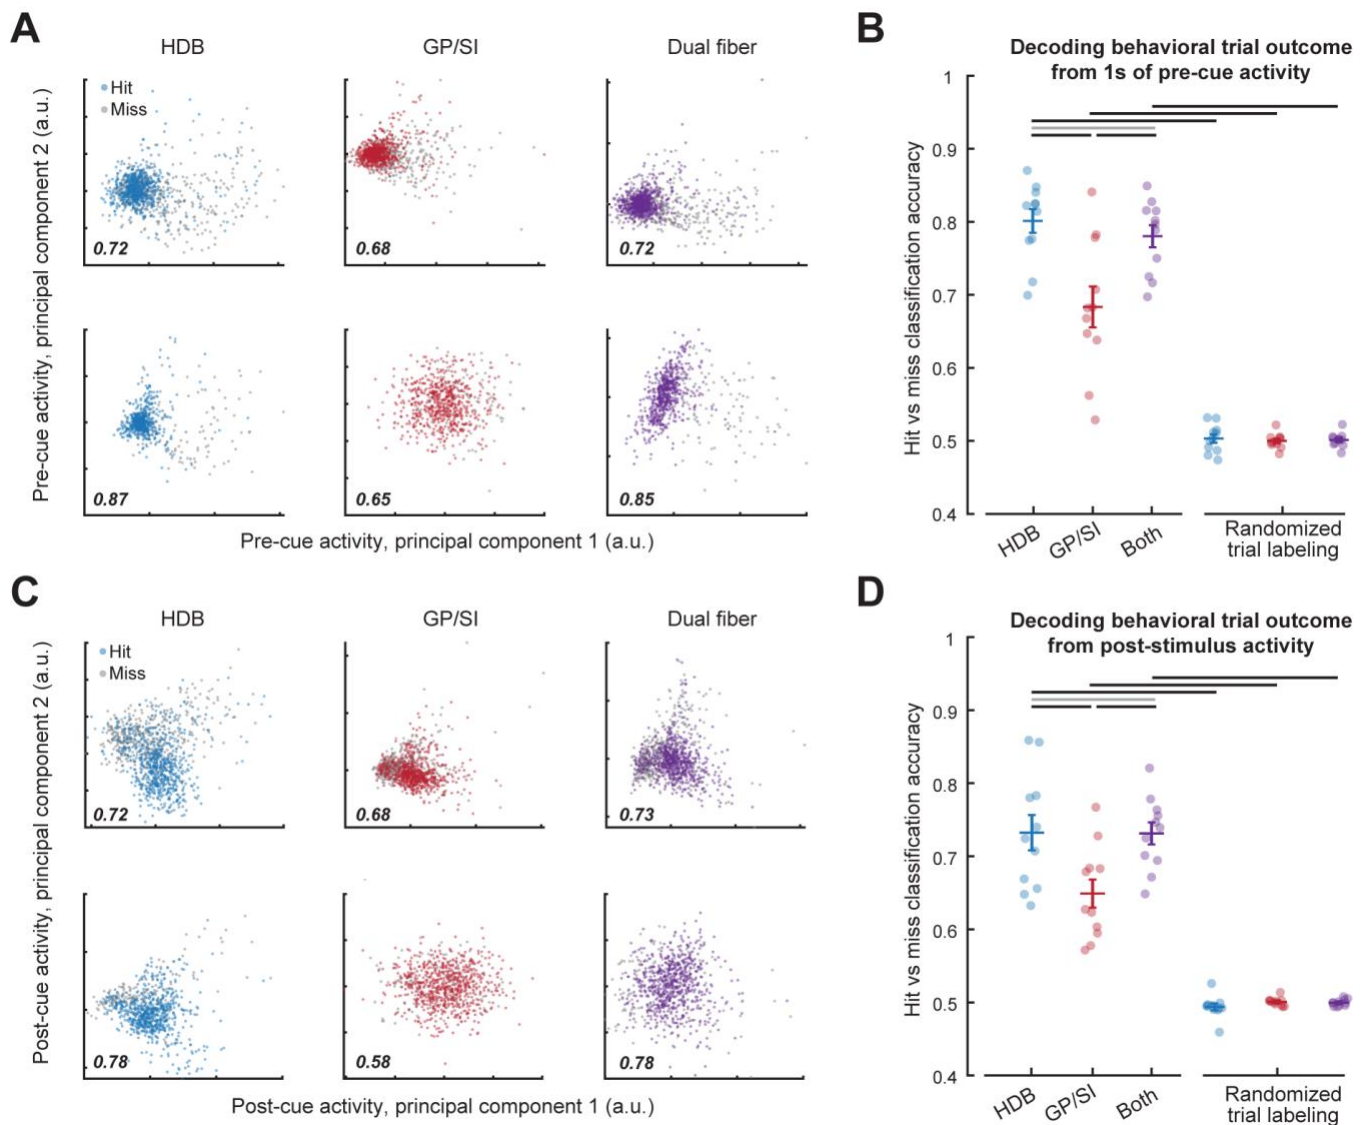 A
HDB
GP/SI
Dual fiber
Hit
Miss
0.72
0.68
0.72
0.87
0.65
0.85
Pre-cue activity, principal component 2 (a.u.)
Pre-cue activity, principal component 1 (a.u.)
B
Decoding behavioral trial outcome
from 1s of pre-cue activity
Hit vs miss classification accuracy
1
0.9
0.8
0.7
0.6
0.5
0.4
HDB
GP/SI
Both
Randomized
trial labeling
C
HDB
GP/SI
Dual fiber
Hit
Miss
0.72
0.68
0.73
0.78
0.58
0.78
Post-cue activity, principal component 2 (a.u.)
Post-cue activity, principal component 1 (a.u.)
D
Decoding behavioral trial outcome
from post-stimulus activity
Hit vs miss classification accuracy
1
0.9
0.8
0.7
0.6
0.5
0.4
HDB
GP/SI
Both
Randomized
trial labeling